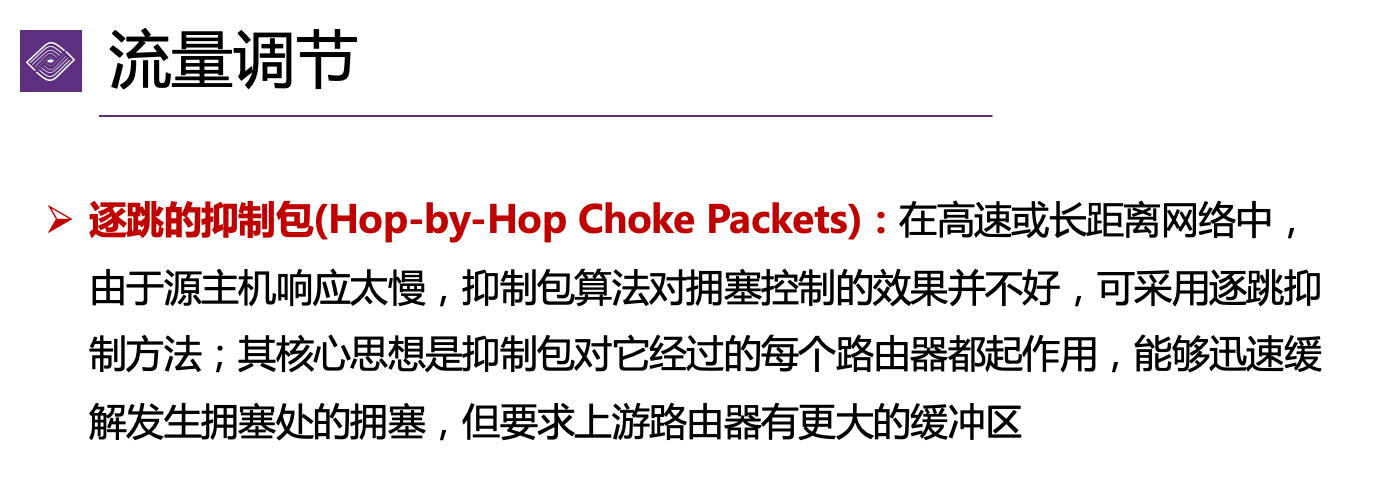 流量调节
➢ 逐跳的抑制包(Hop-by-Hop Choke Packets)：在高速或长距离网络中，
由于源主机响应太慢，抑制包算法对拥塞控制的效果并不好，可采用逐跳抑
制方法；其核心思想是抑制包对它经过的每个路由器都起作用，能够迅速缓
解发生拥塞处的拥塞，但要求上游路由器有更大的缓冲区